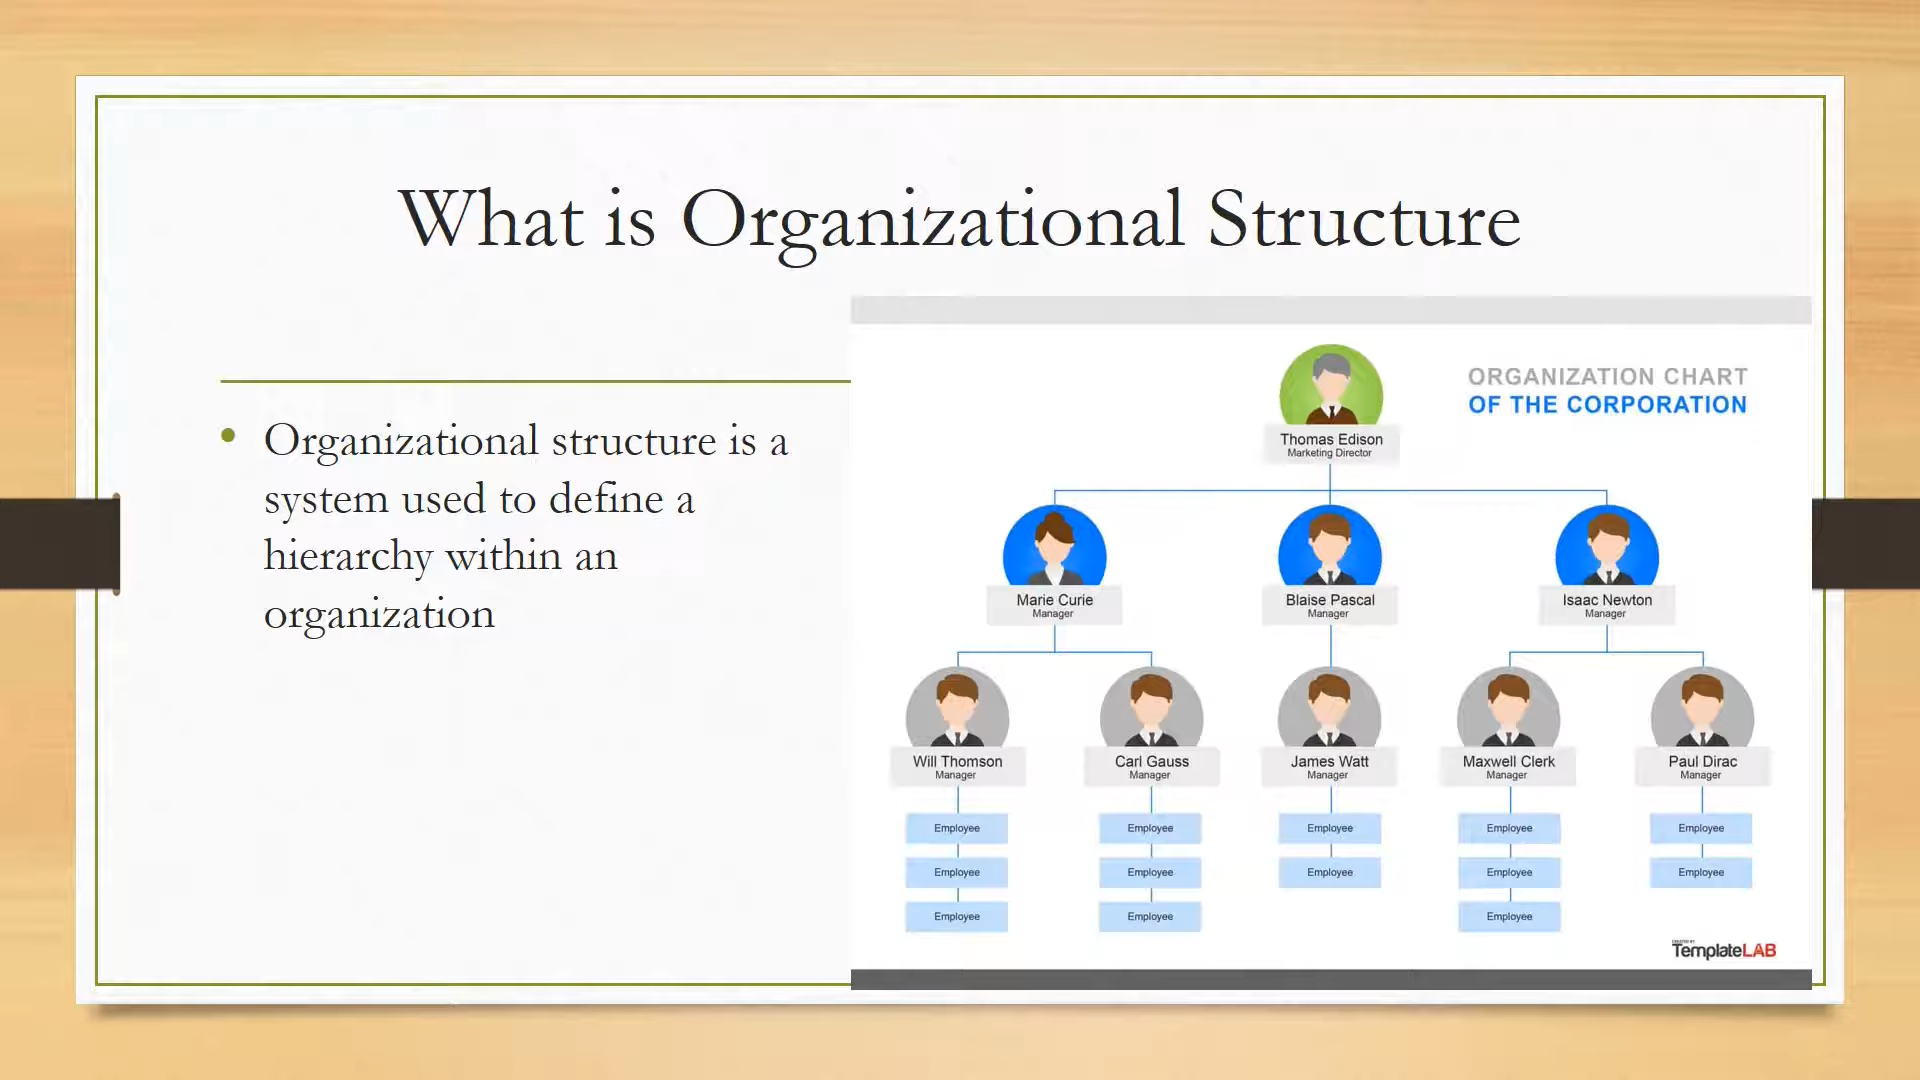 What is Organizational Structure
• Organizational structure is a
system used to define a
hierarchy within an
organization
ORGANIZATION CHART
OF THE CORPORATION
Thomas Edison
Marketing Director
Marie Curie
Manager
Blaise Pascal
Manager
Isaac Newton
Manager
Will Thomson
Manager
Carl Gauss
Manager
James Watt
Manager
Maxwell Clerk
Manager
Paul Dirac
Manager
Employee
Employee
Employee
Employee
Employee
Employee
Employee
Employee
Employee
Employee
Employee
Employee
Employee
TemplateLAB